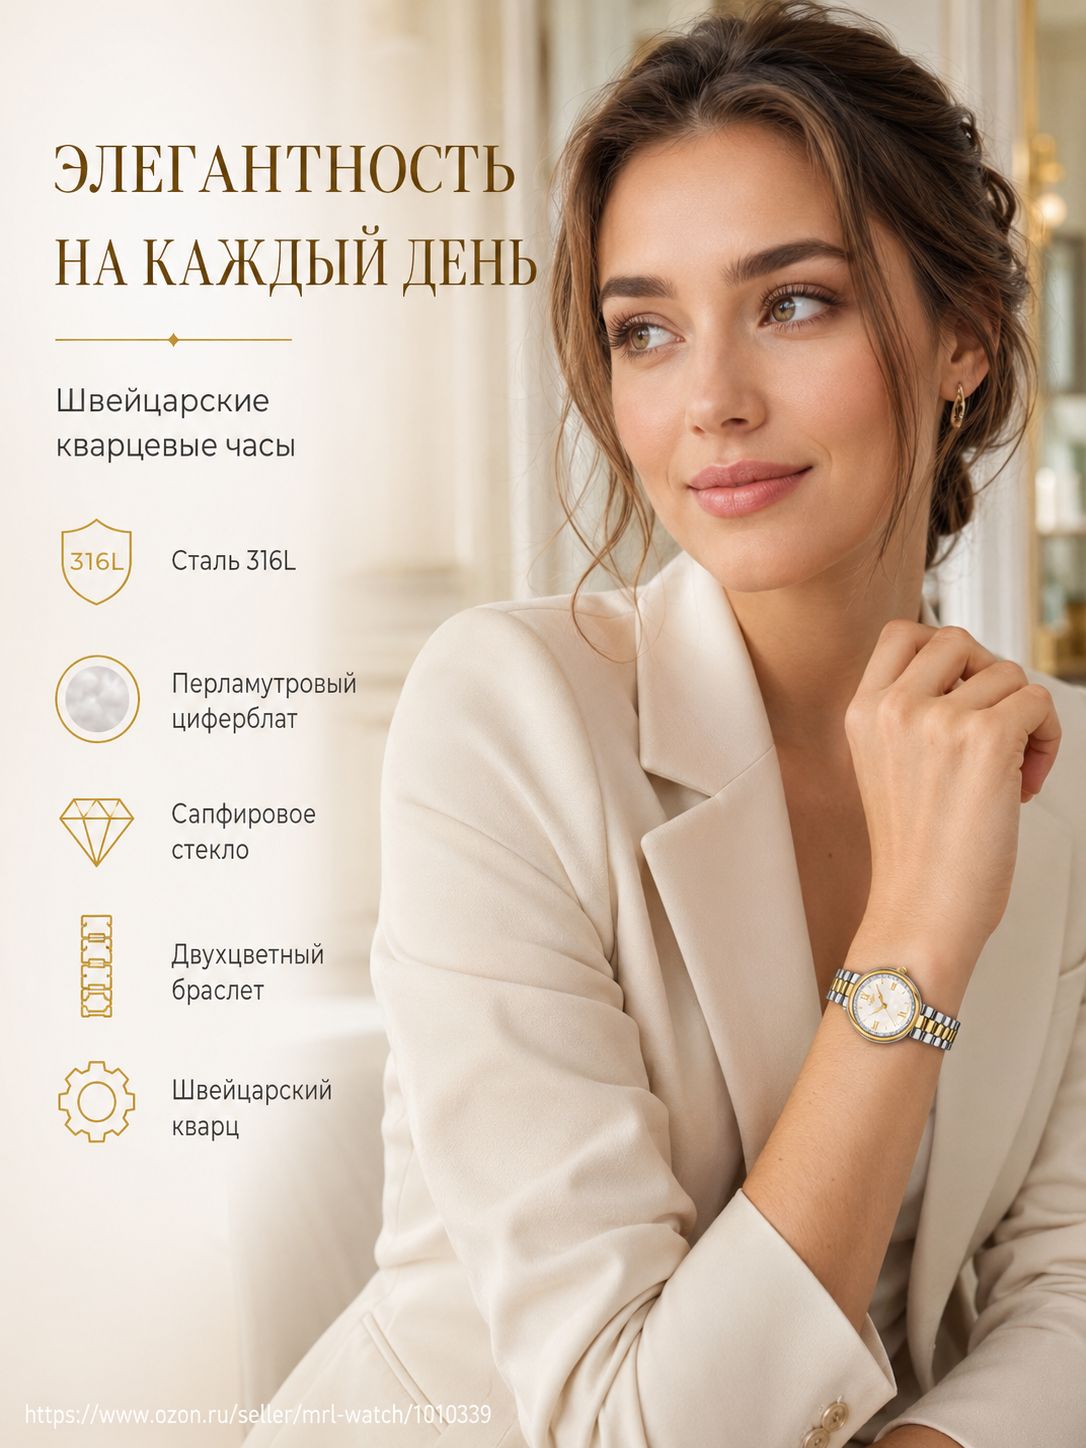 ЭЛЕГАНТНОСТЬ
НА КАЖДЫЙ ДЕНЬ
Швейцарские
кварцевые часы
316L
Сталь 316L
Перламутровый
циферблат
Сапфировое
стекло
Двухцветный
браслет
Швейцарский
кварц
https://www.ozon.ru/seller/mrl-watch/1010339